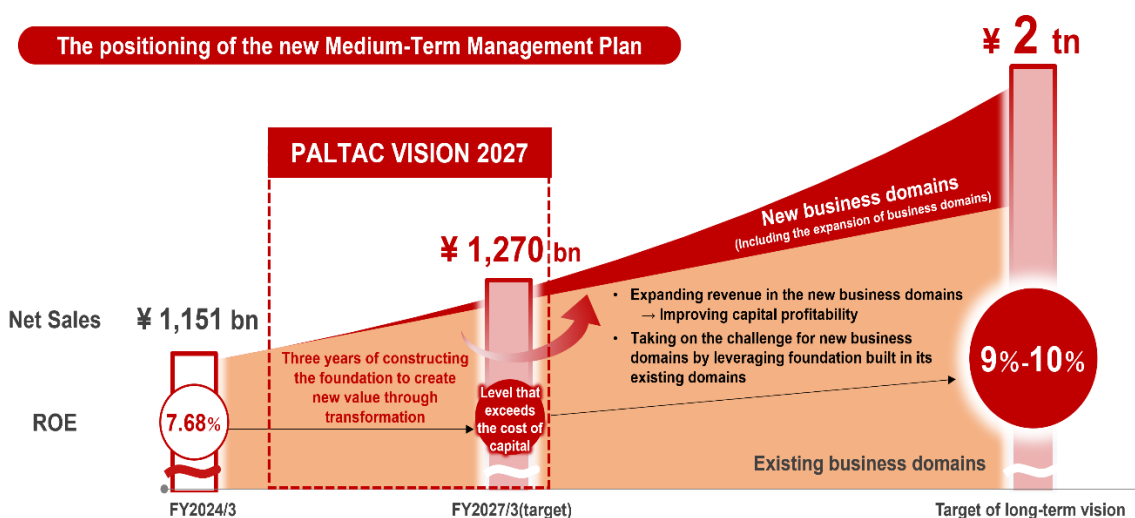 The positioning of the new Medium-Term Management Plan
¥ 2 tn
PALTAC VISION 2027
New business domains
(Including the expansion of business domains)
¥ 1,270 bn
• Expanding revenue in the new business domains
→ Improving capital profitability
• Taking on the challenge for new business
domains by leveraging foundation built in its
existing domains
Net Sales
¥ 1,151 bn
Three years of constructing
the foundation to create
new value through
transformation
9%-10%
Level that
exceeds
the cost of
capital
ROE
7.68%
Existing business domains
FY2024/3
FY2027/3(target)
Target of long-term vision